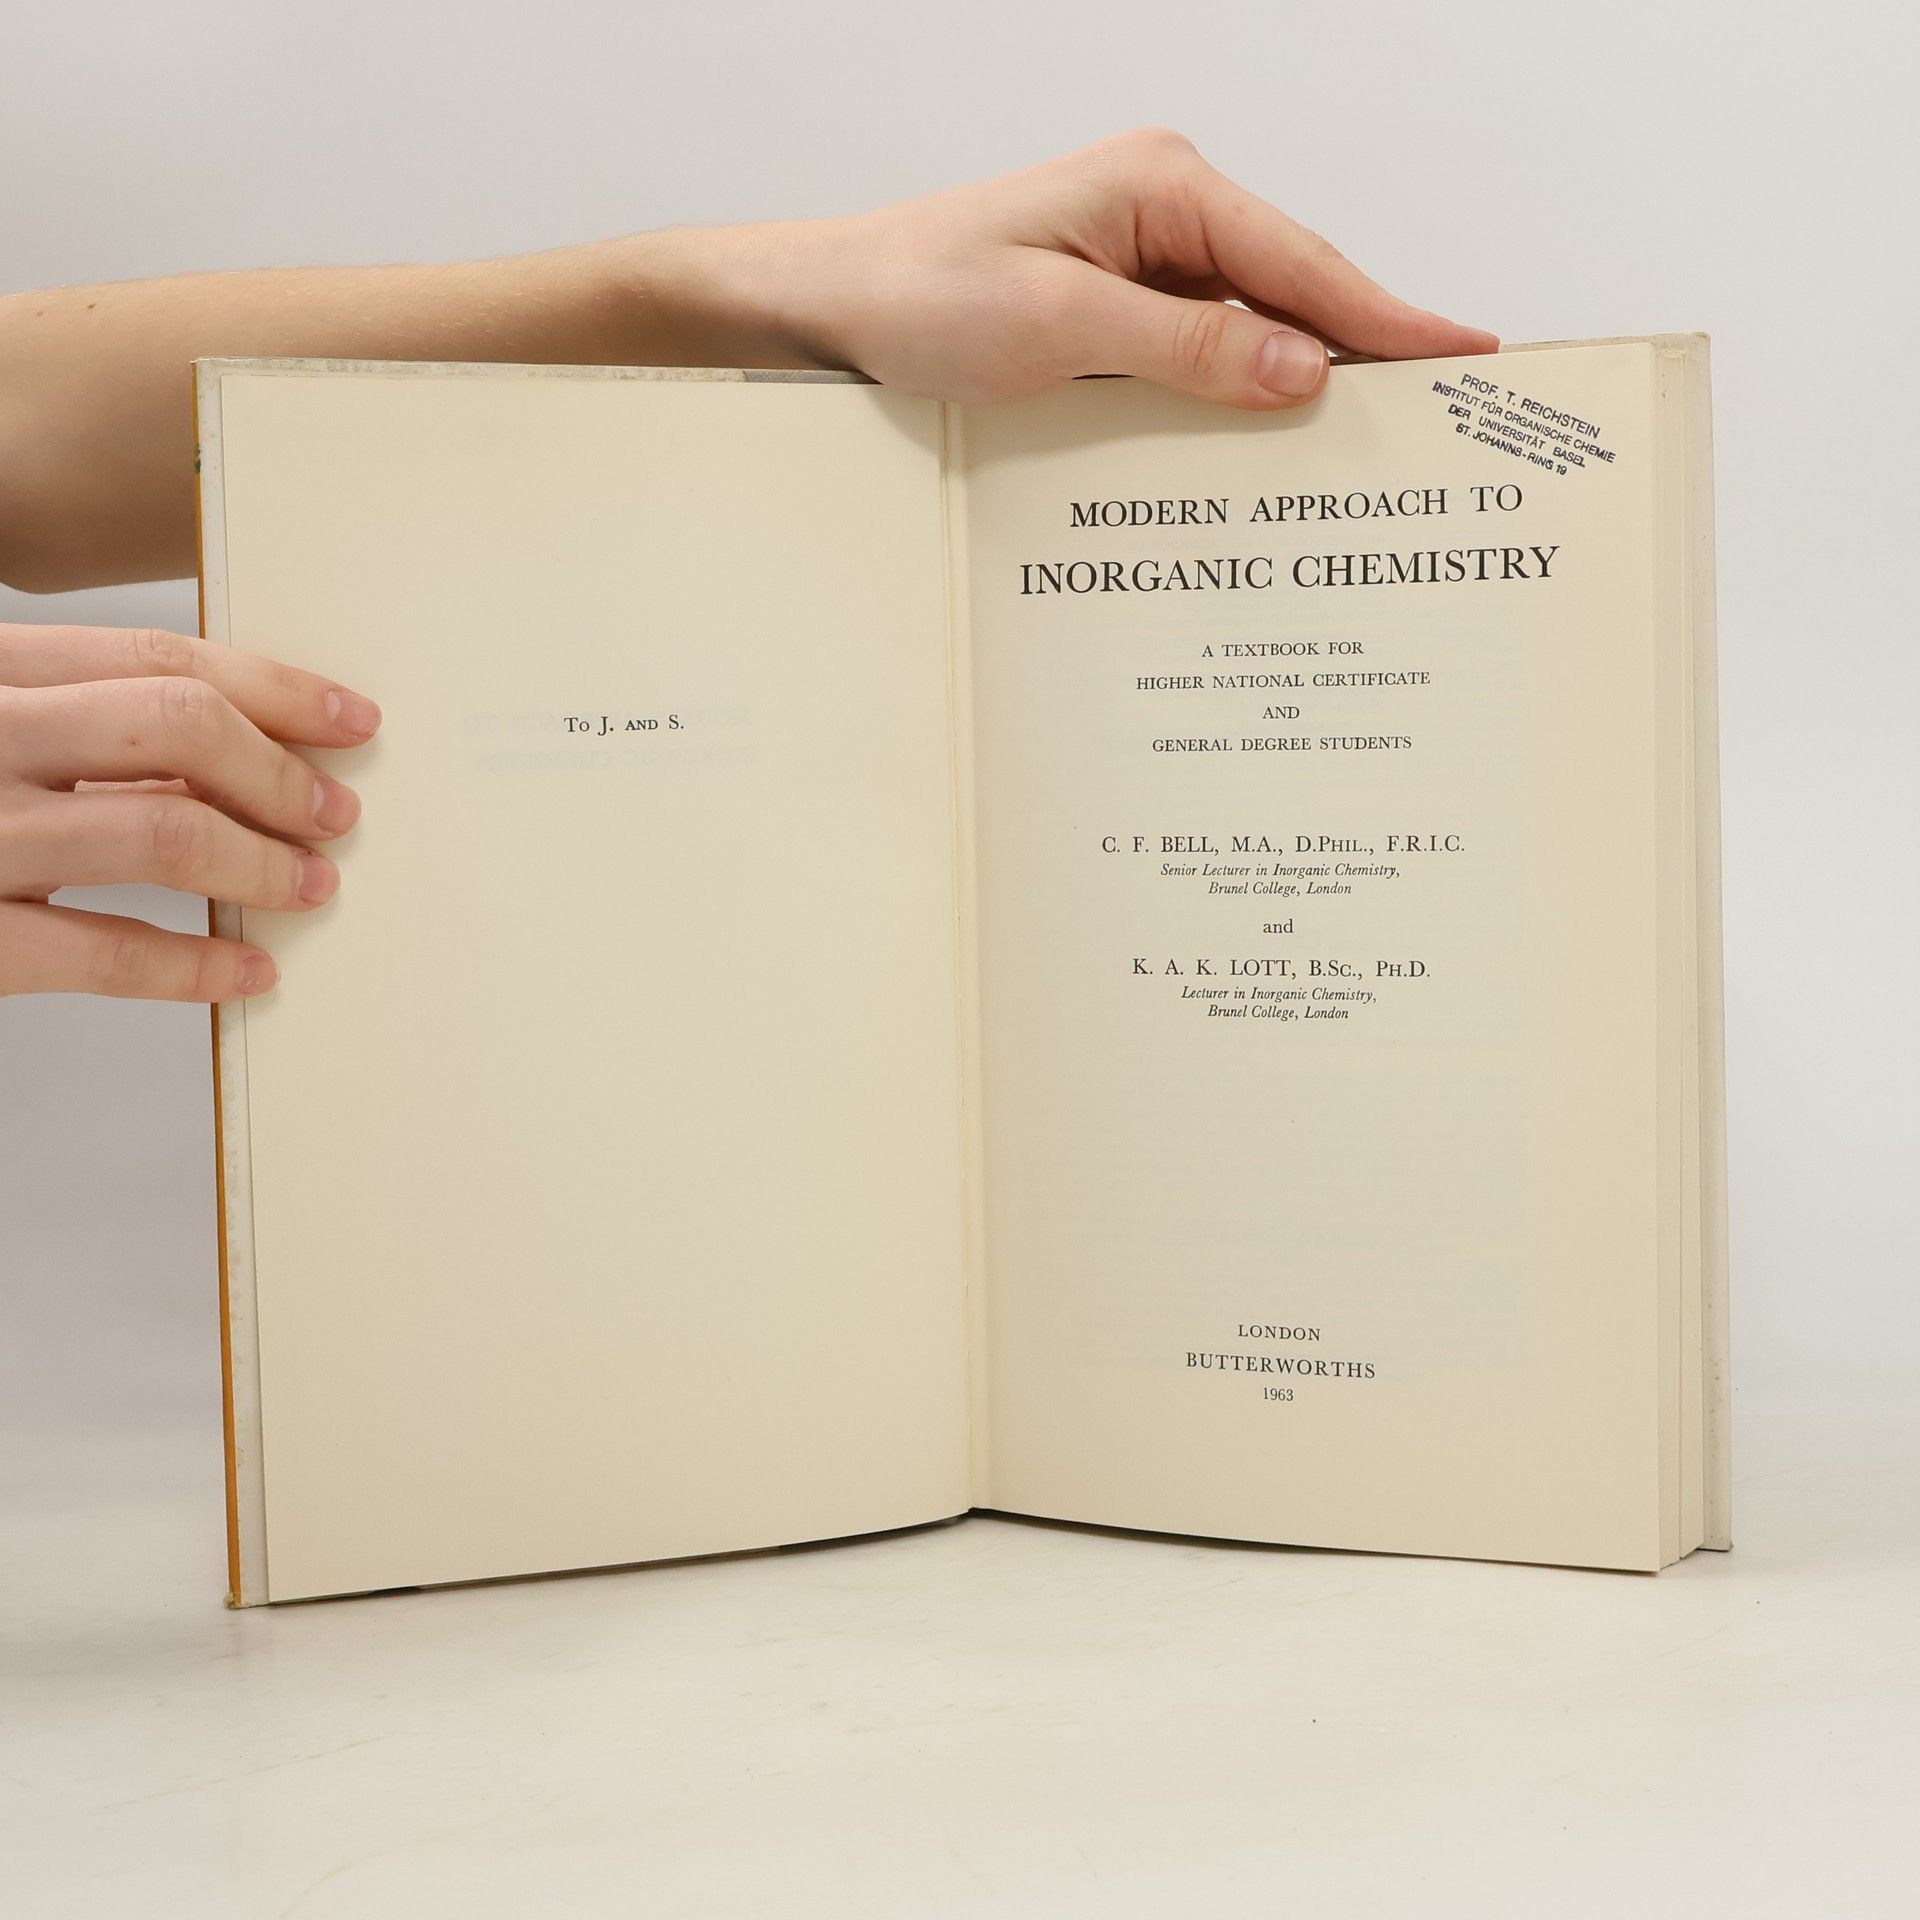 To J. AND S.
PROF. T. REICHSTEIN
INSTITUT FÜR ORGANISCHE CHEMIE
DER UNIVERSITÄT BASEL
ST. JOHANNS-RING 19
MODERN APPROACH TO
INORGANIC CHEMISTRY
A TEXTBOOK FOR
HIGHER NATIONAL CERTIFICATE
AND
GENERAL DEGREE STUDENTS
C. F. BELL, M.A., D.PHIL., F.R.I.C.
Senior Lecturer in Inorganic Chemistry,
Brunel College, London
and
K. A. K. LOTT, B.Sc., PH.D.
Lecturer in Inorganic Chemistry,
Brunel College, London
LONDON
BUTTERWORTHS
1963